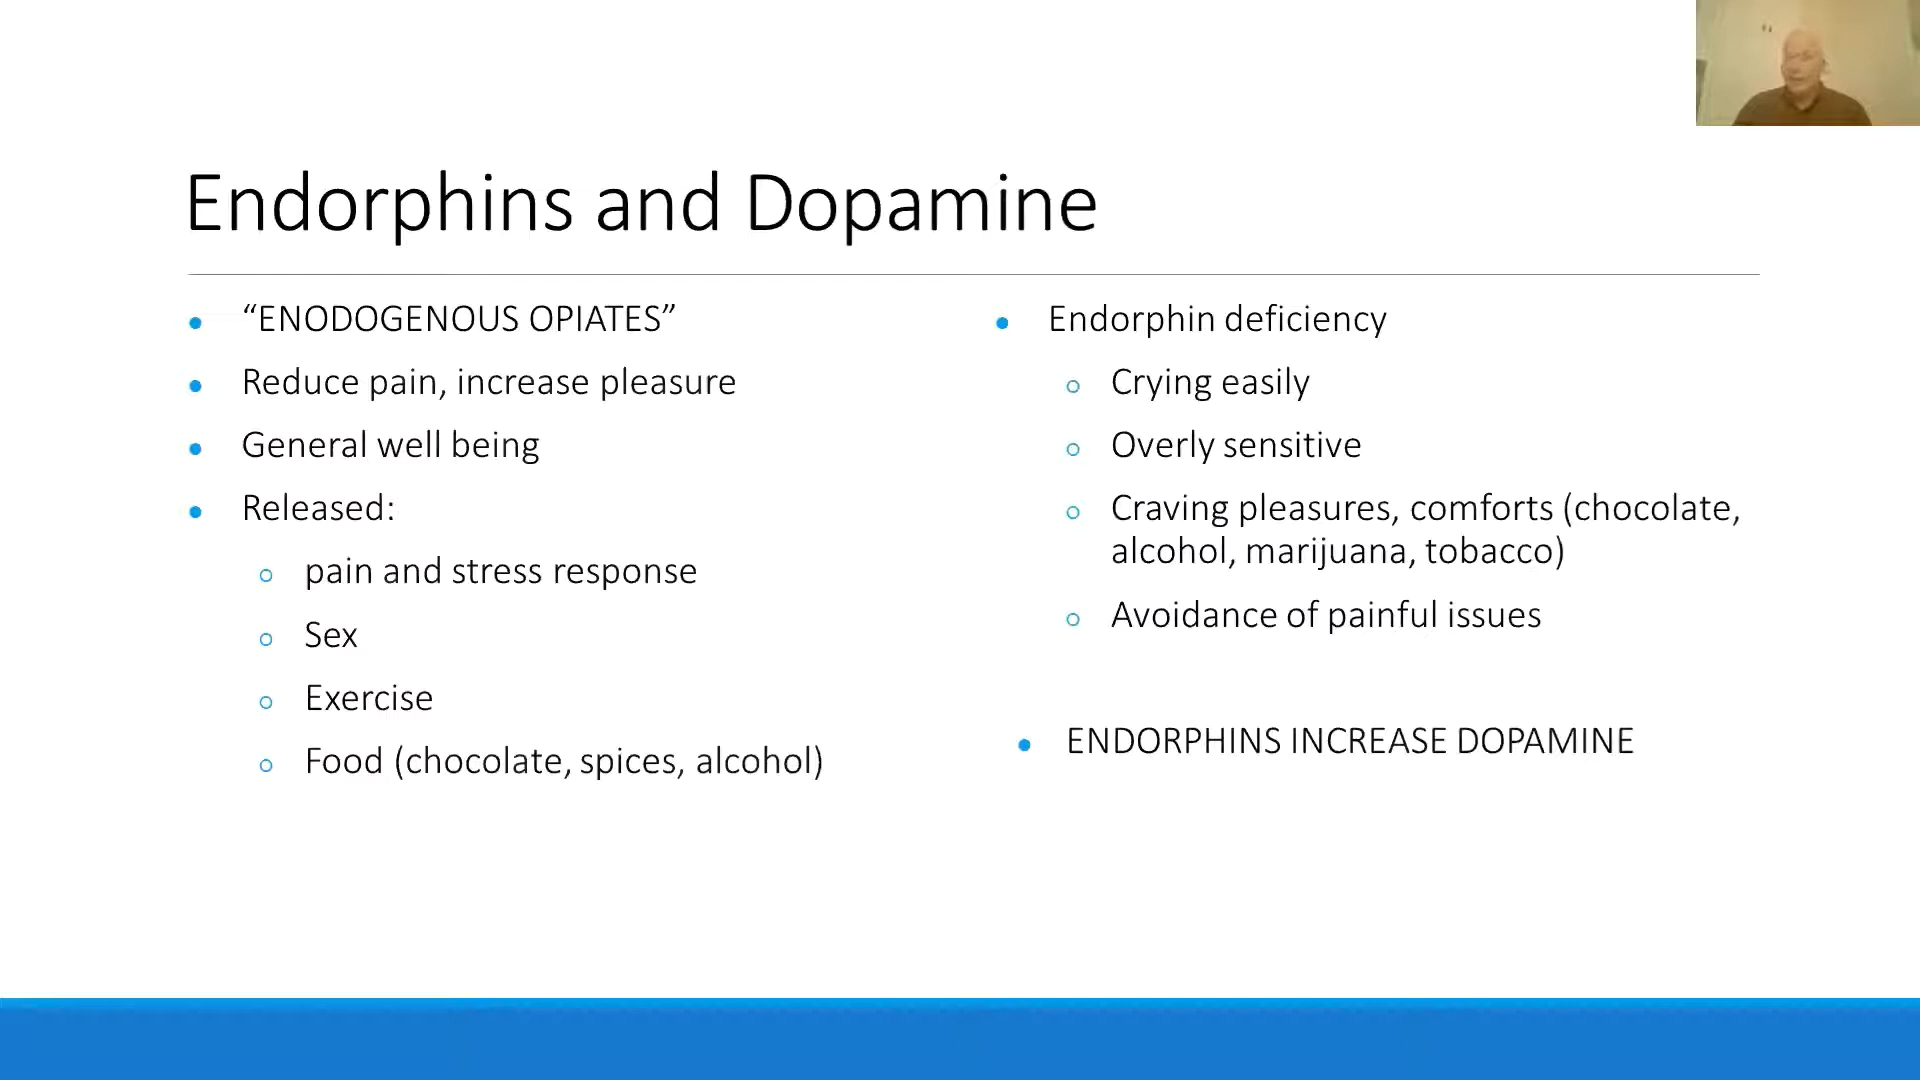 Endorphins and Dopamine
“ENODOGENOUS OPIATES”
Reduce pain, increase pleasure
General well being
Released:
pain and stress response
Sex
Exercise
Food (chocolate, spices, alcohol)
Endorphin deficiency
Crying easily
Overly sensitive
Craving pleasures, comforts (chocolate,
alcohol, marijuana, tobacco)
Avoidance of painful issues
ENDORPHINS INCREASE DOPAMINE